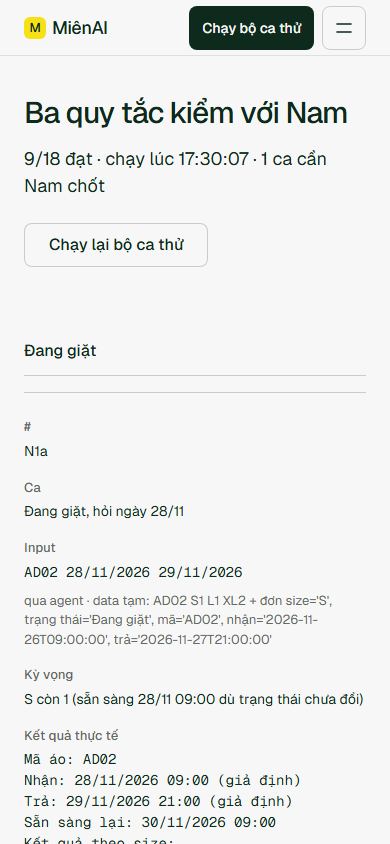 M MiênAI
Chạy bộ ca thử
Ba quy tắc kiểm với Nam
9/18 đạt · chạy lúc 17:30:07 · 1 ca cần
Nam chốt
Chạy lại bộ ca thử
Đang giặt
#
N1a
Ca
Đang giặt, hỏi ngày 28/11
Input
AD02 28/11/2026 29/11/2026
qua agent · data tạm: AD02 S1 L1 XL2 + đơn size='S',
trạng thái='Đang giặt', mã='AD02', nhận='2026-11-
26T09:00:00', trả='2026-11-27T21:00:00'
Kỳ vọng
S còn 1 (sẵn sàng 28/11 09:00 dù trạng thái chưa đổi)
Kết quả thực tế
Mã áo: AD02
Nhận: 28/11/2026 09:00 (giả định)
Trả: 29/11/2026 21:00 (giả định)
Sẵn sàng lại: 30/11/2026 09:00
Kết quả theo size: